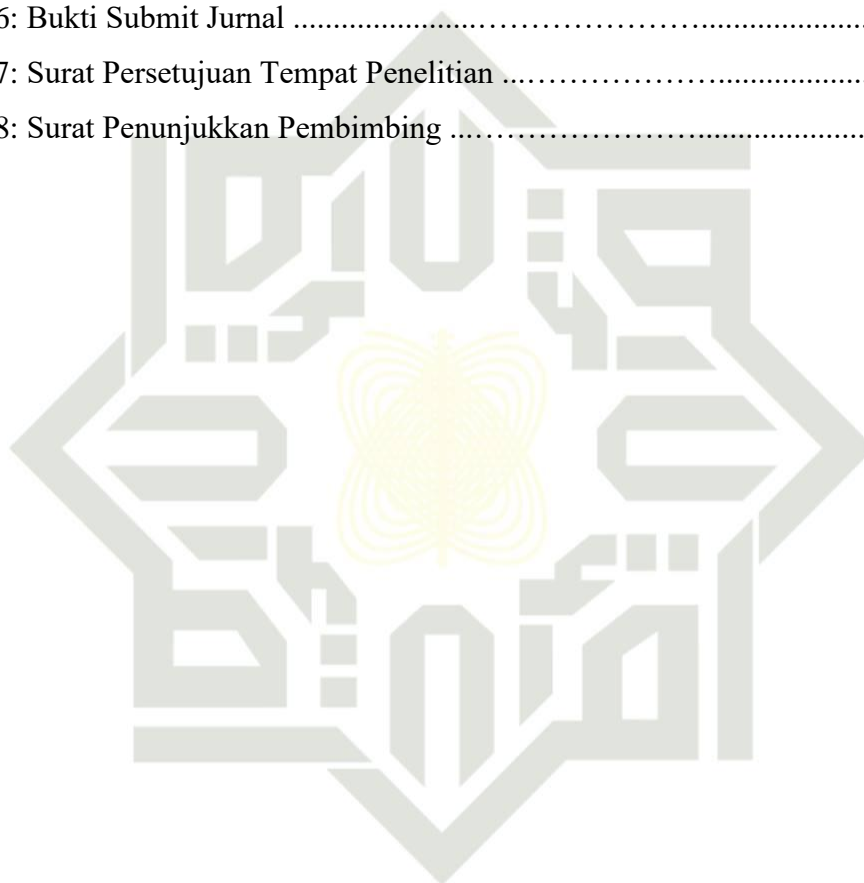 6: Bukti Submit Jurnal .......................……………………......................
7: Surat Persetujuan Tempat Penelitian ...…………………....................
8: Surat Penunjukkan Pembimbing ...……………………......................